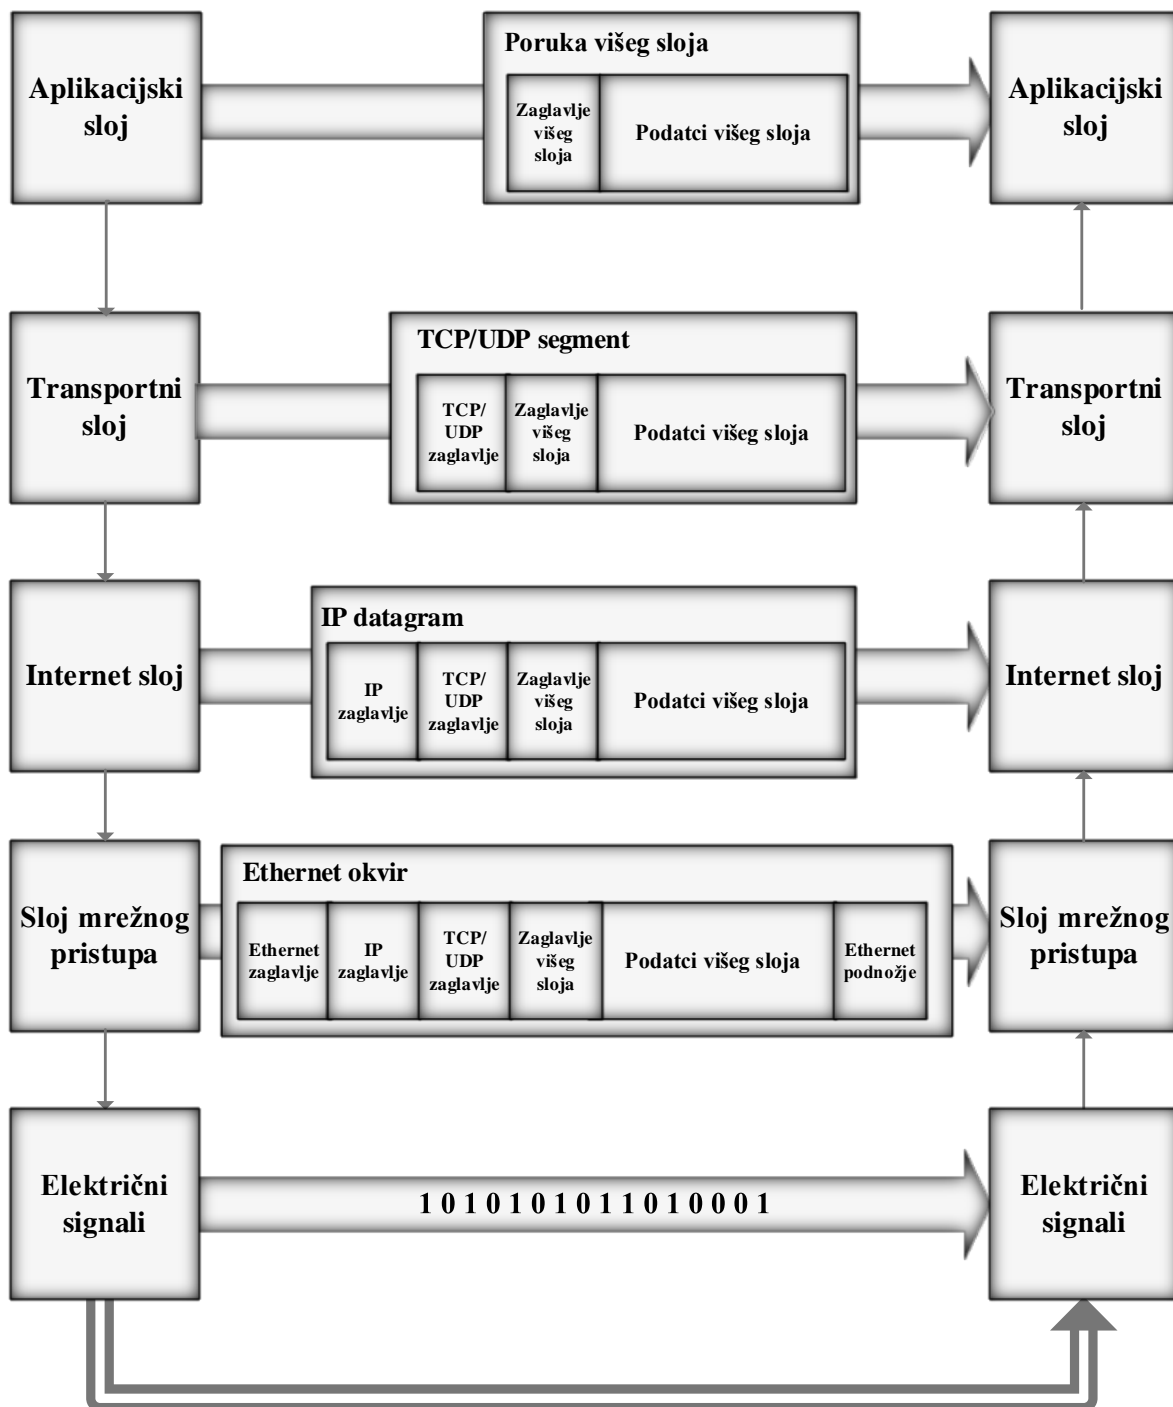 Aplikacijski
sloj
Poruka višeg sloja
Zaglavlje
višeg
sloja
Podatci višeg sloja
Aplikacijski
sloj
Transportni
sloj
TCP/UDP segment
TCP/
UDP
zaglavlje
Zaglavlje
višeg
sloja
Podatci višeg sloja
Transportni
sloj
Internet sloj
IP datagram
IP
zaglavlje
TCP/
UDP
zaglavlje
Zaglavlje
višeg
sloja
Podatci višeg sloja
Internet sloj
Sloj mrežnog
pristupa
Ethernet okvir
Ethernet
zaglavlje
IP
zaglavlje
TCP/
UDP
zaglavlje
Zaglavlje
višeg
sloja
Podatci višeg sloja
Ethernet
podnožje
Sloj mrežnog
pristupa
Električni
signali
1 0 1 0 1 0 1 0 1 1 0 1 0 0 0 1
Električni
signali